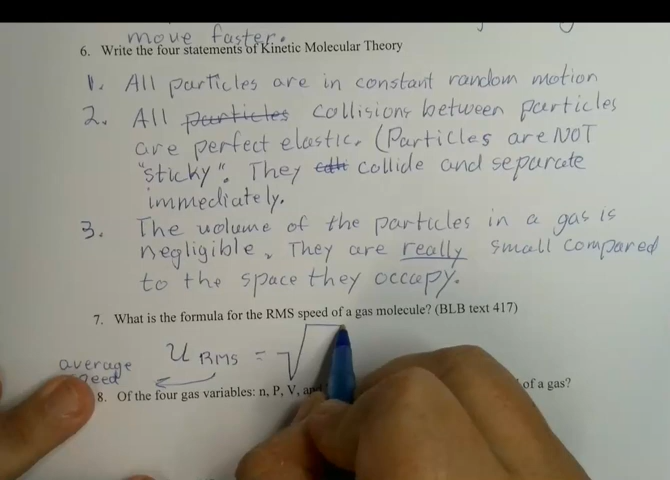 move faster.
6. Write the four statements of Kinetic Molecular Theory
1. All particles are in constant random motion
2. All particles collisions between particles
are perfect elastic. (Particles are NOT
"sticky". They collide and separate
immediately.
3. The volume of the particles in a gas is
negligible. They are really small compared
to the space they occupy.
7. What is the formula for the RMS speed of a gas molecule? (BLB text 417)
u RMS = √
average
speed
8. Of the four gas variables: n, P, V, and of a gas?